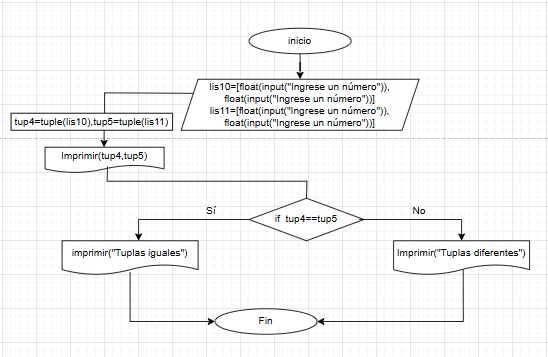 inicio
lis10=[float(input("Ingrese un número")),
float(input("Ingrese un número"))]
lis11=[float(input("Ingrese un número")),
float(input("Ingrese un número")]
tup4=tuple(lis10),tup5=tuple(lis11)
Imprimir(tup4,tup5)
if tup4==tup5
Sí
No
imprimir("Tuplas iguales")
Imprimir("Tuplas diferentes")
Fin